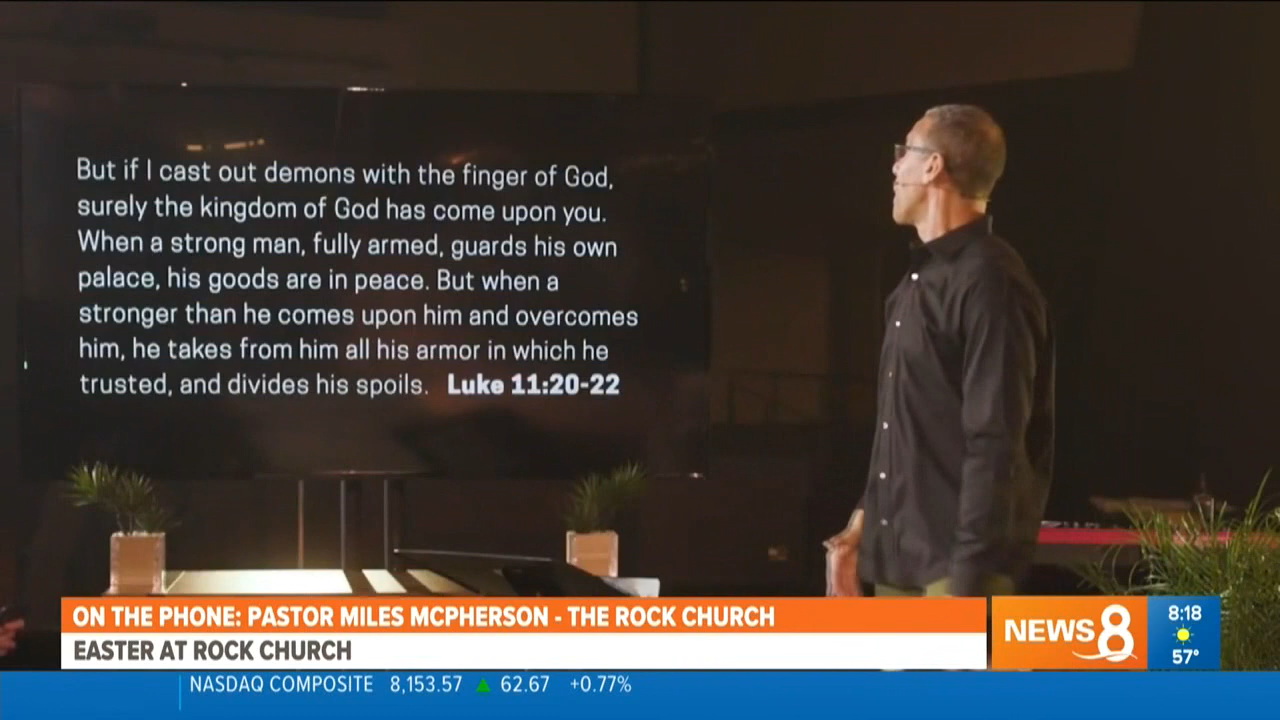 But if I cast out demons with the finger of God,
surely the kingdom of God has come upon you.
When a strong man, fully armed, guards his own
palace, his goods are in peace. But when a
stronger than he comes upon him and overcomes
him, he takes from him all his armor in which he
trusted, and divides his spoils. Luke 11:20-22
ON THE PHONE: PASTOR MILES MCPHERSON - THE ROCK CHURCH
EASTER AT ROCK CHURCH
NEWS 8
8:18
57°
NASDAQ COMPOSITE 8,153.57 ▲ 62.67 +0.77%